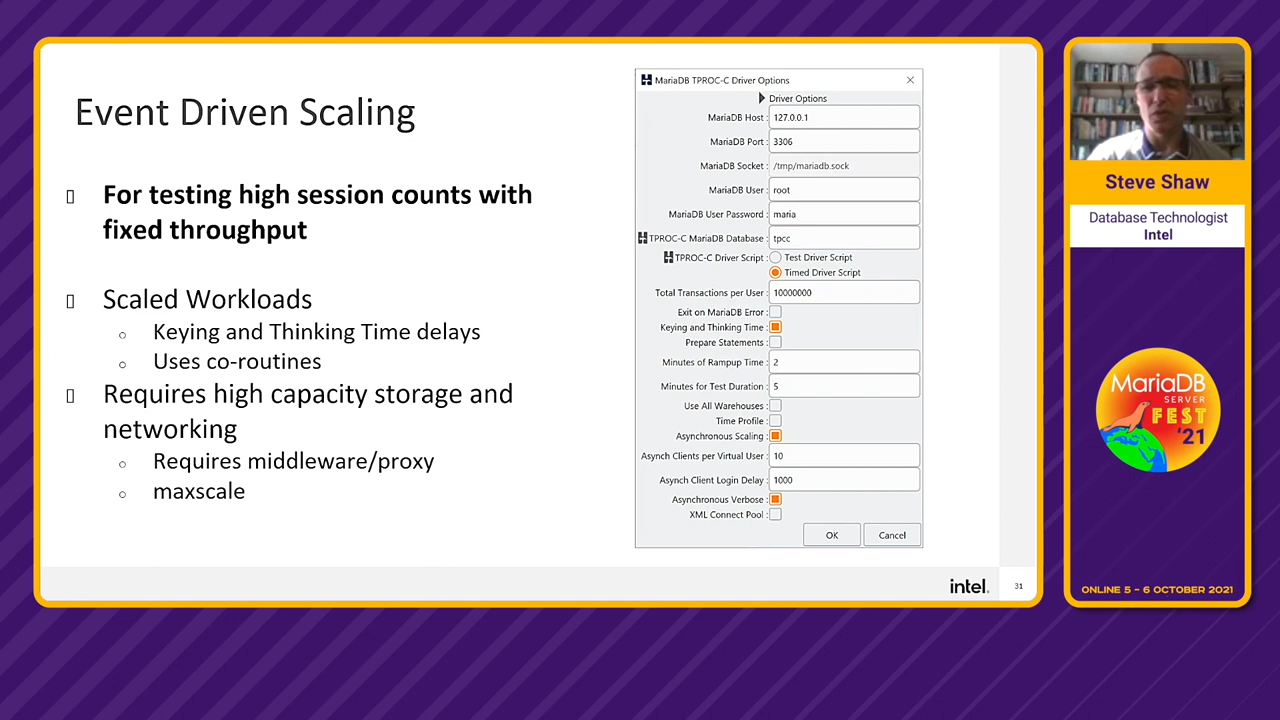 Event Driven Scaling
For testing high session counts with
fixed throughput
Scaled Workloads
Keying and Thinking Time delays
Uses co-routines
Requires high capacity storage and
networking
Requires middleware/proxy
maxscale
MariaDB TPROC-C Driver Options
Driver Options
MariaDB Host : 127.0.0.1
MariaDB Port : 3306
MariaDB Socket : /tmp/mariadb.sock
MariaDB User : root
MariaDB User Password : maria
TPROC-C MariaDB Database : tpcc
TPROC-C Driver Script : Test Driver Script
Timed Driver Script
Total Transactions per User : 10000000
Exit on MariaDB Error :
Keying and Thinking Time :
Prepare Statements :
Minutes of Rampup Time : 2
Minutes for Test Duration : 5
Use All Warehouses :
Time Profile :
Asynchronous Scaling :
Asynch Clients per Virtual User : 10
Asynch Client Login Delay : 1000
Asynchronous Verbose :
XML Connect Pool :
OK Cancel
intel. 31
Steve Shaw
Database Technologist
Intel
MariaDB
SERVER
FEST
'21
ONLINE 5 - 6 OCTOBER 2021